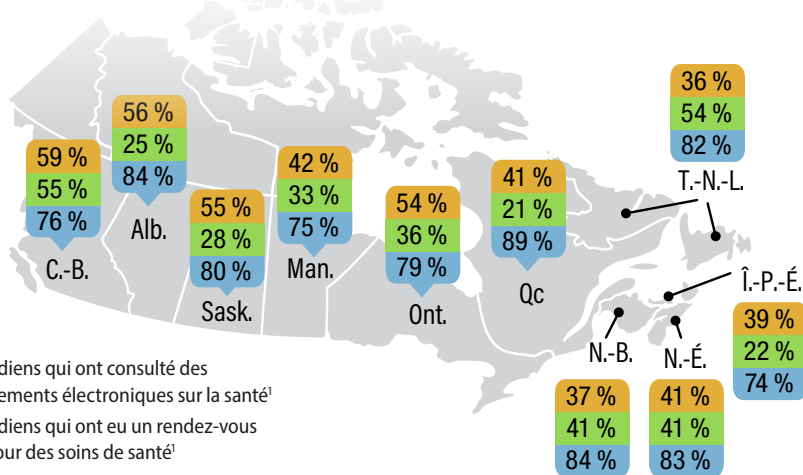 36 %
54 %
82 %
T.-N.-L.
56 %
25 %
84 %
Alb.
59 %
55 %
76 %
C.-B.
55 %
28 %
80 %
Sask.
42 %
33 %
75 %
Man.
54 %
36 %
79 %
Ont.
41 %
21 %
89 %
Qc
Î.-P.-É.
39 %
22 %
74 %
N.-B.
37 %
41 %
84 %
N.-É.
41 %
41 %
83 %
diens qui ont consulté des
ements électroniques sur la santé¹
diens qui ont eu un rendez-vous
our des soins de santé¹